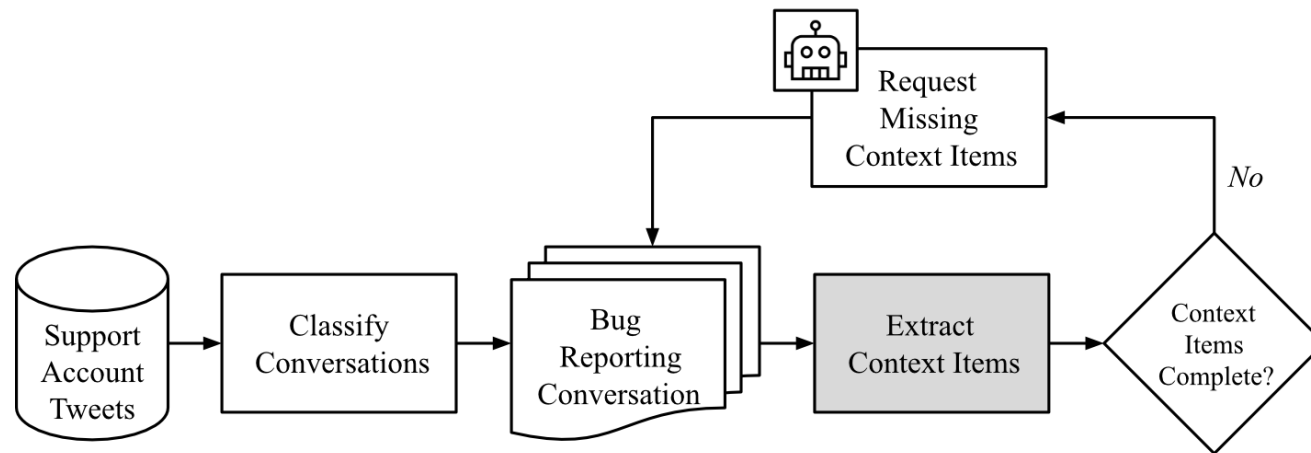 Request
Missing
Context Items
No
Support
Account
Tweets
Classify
Conversations
Bug
Reporting
Conversation
Extract
Context Items
Context
Items
Complete?